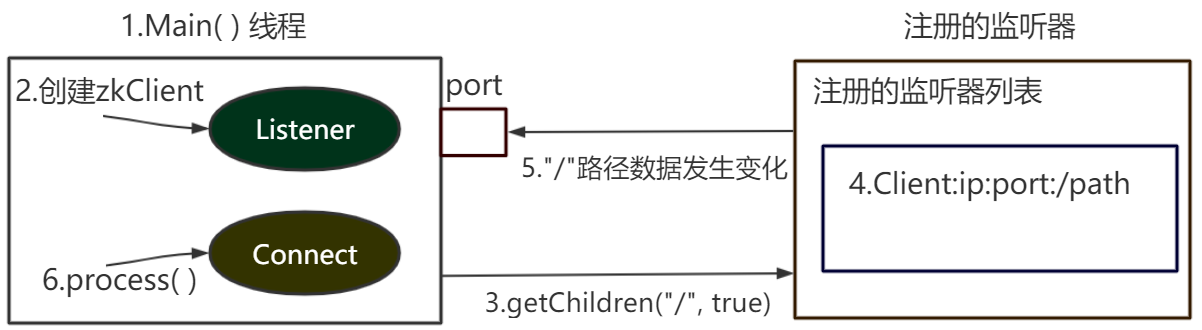 1.Main( ) 线程
注册的监听器
2.创建zkClient
port
注册的监听器列表
Listener
5."/"路径数据发生变化
4.Client:ip:port:/path
Connect
6.process( )
3.getChildren("/", true)